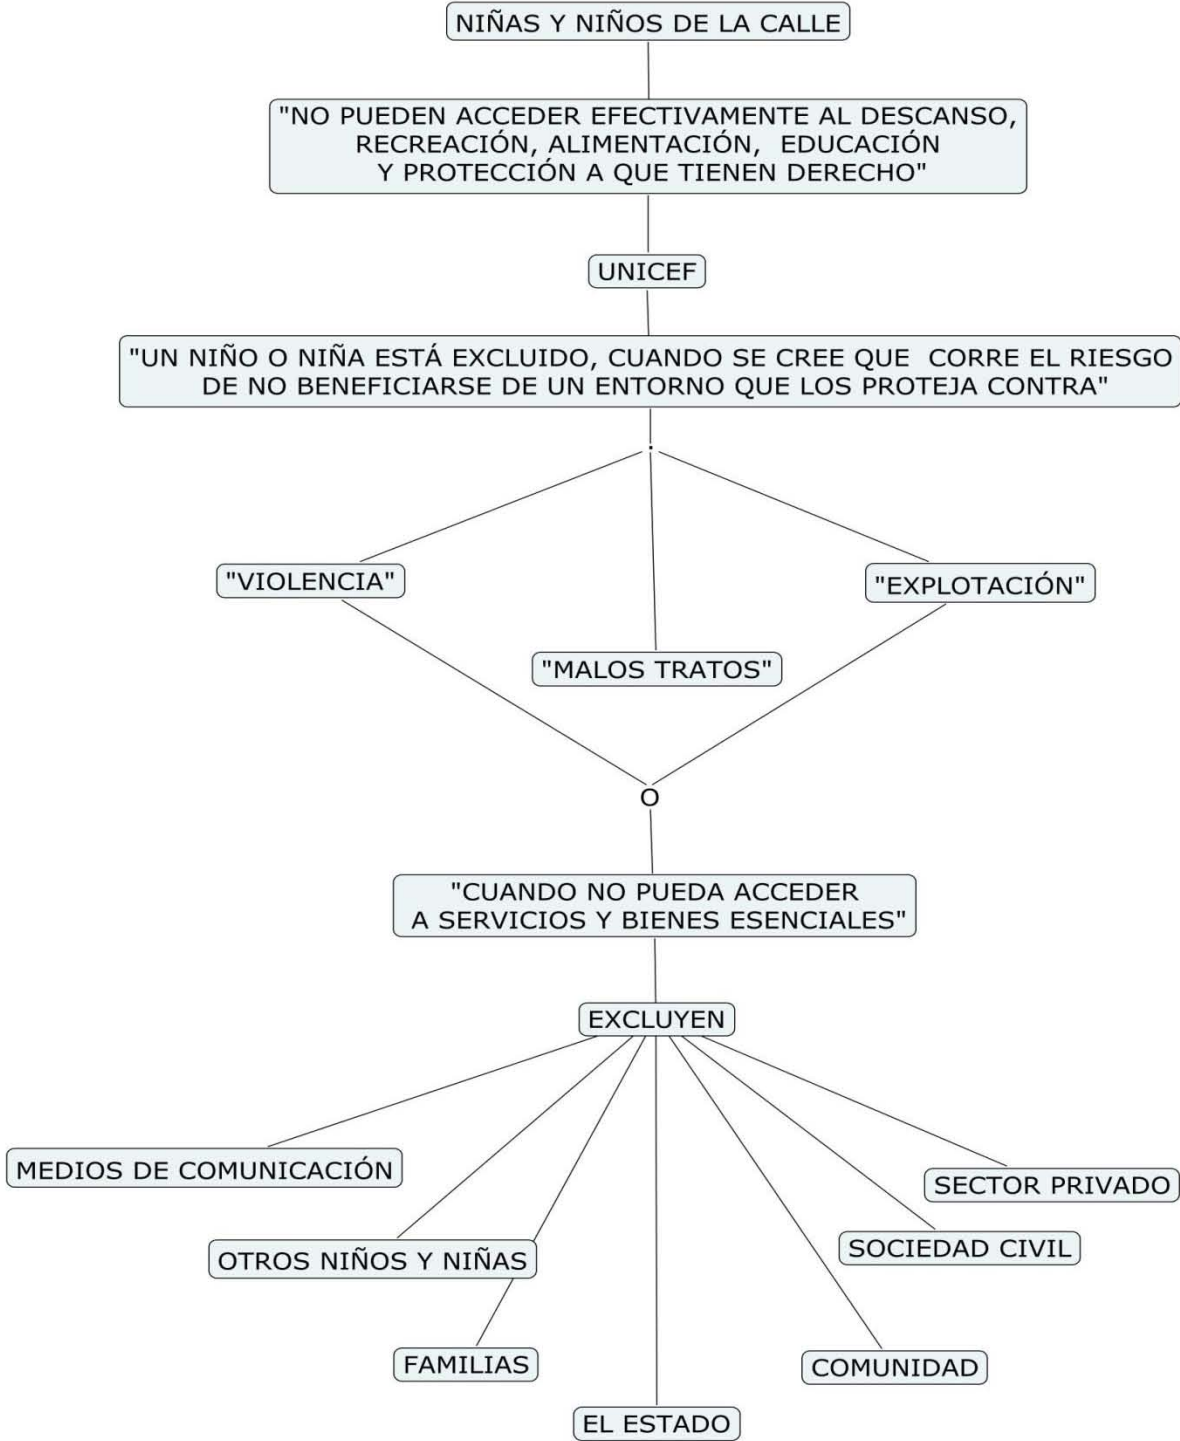 NIÑAS Y NIÑOS DE LA CALLE
"NO PUEDEN ACCEDER EFECTIVAMENTE AL DESCANSO,
RECREACIÓN, ALIMENTACIÓN, EDUCACIÓN
Y PROTECCIÓN A QUE TIENEN DERECHO"
UNICEF
"UN NIÑO O NIÑA ESTÁ EXCLUIDO, CUANDO SE CREE QUE CORRE EL RIESGO
DE NO BENEFICIARSE DE UN ENTORNO QUE LOS PROTEJA CONTRA"
:
"VIOLENCIA"
"EXPLOTACIÓN"
"MALOS TRATOS"
O
"CUANDO NO PUEDA ACCEDER
A SERVICIOS Y BIENES ESENCIALES"
EXCLUYEN
MEDIOS DE COMUNICACIÓN
SECTOR PRIVADO
OTROS NIÑOS Y NIÑAS
SOCIEDAD CIVIL
FAMILIAS
COMUNIDAD
EL ESTADO